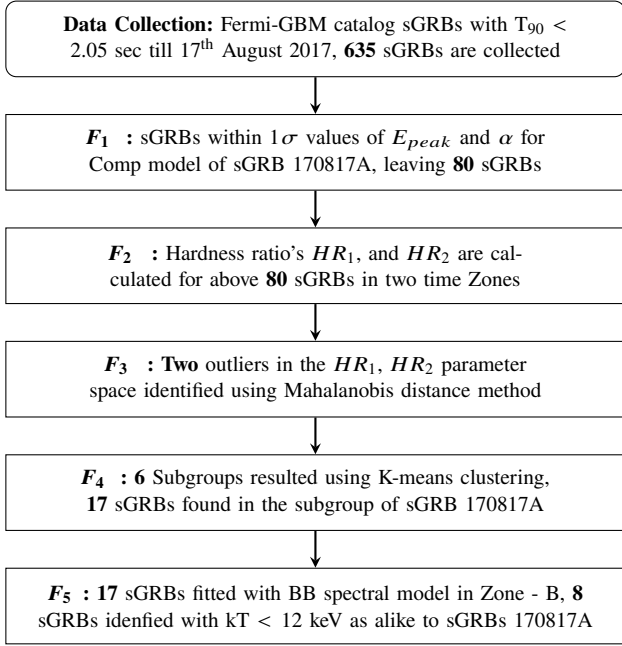 Data Collection: Fermi-GBM catalog sGRBs with T₉₀ <
2.05 sec till 17ᵗʰ August 2017, 635 sGRBs are collected
F₁ : sGRBs within 1σ values of E_peak and α for
Comp model of sGRB 170817A, leaving 80 sGRBs
F₂ : Hardness ratio's HR₁, and HR₂ are cal-
culated for above 80 sGRBs in two time Zones
F₃ : Two outliers in the HR₁, HR₂ parameter
space identified using Mahalanobis distance method
F₄ : 6 Subgroups resulted using K-means clustering,
17 sGRBs found in the subgroup of sGRB 170817A
F₅ : 17 sGRBs fitted with BB spectral model in Zone - B, 8
sGRBs idenfied with kT < 12 keV as alike to sGRBs 170817A